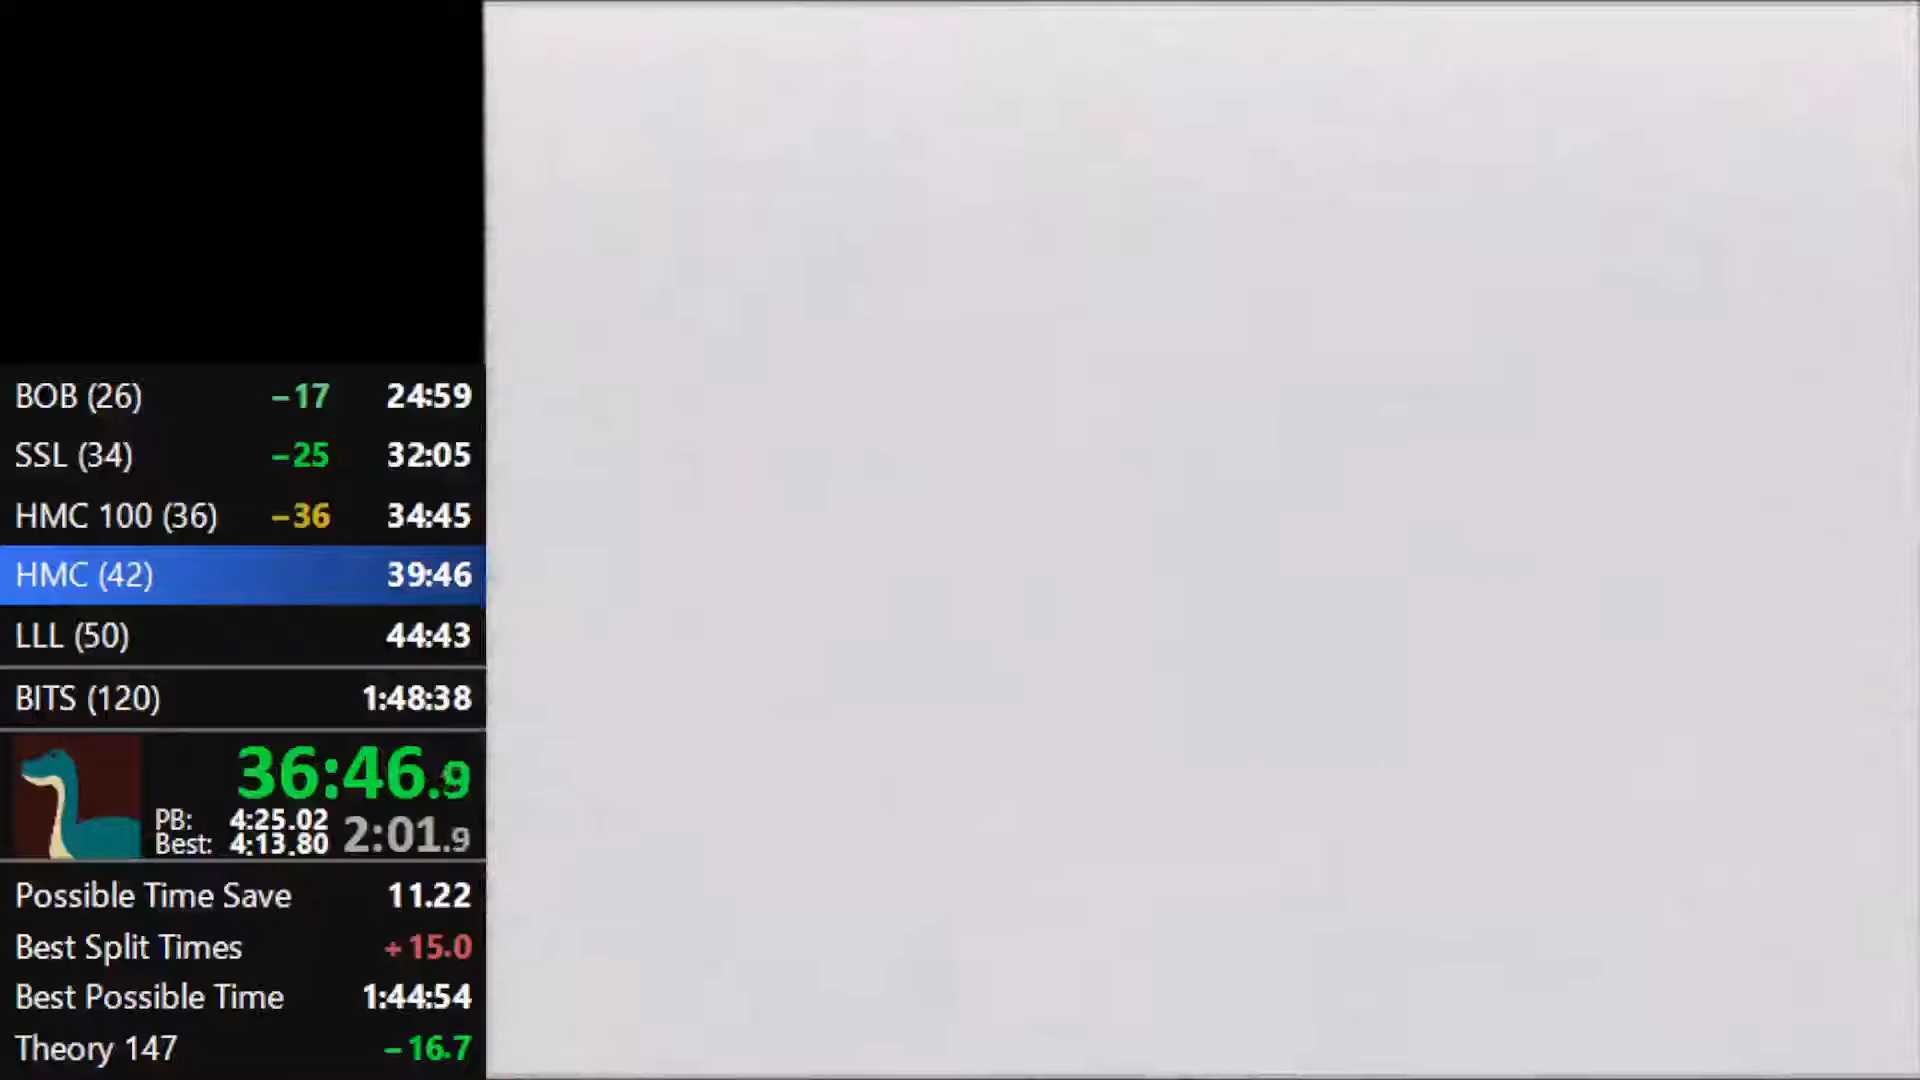 BOB (26) −17 24:59
SSL (34) −25 32:05
HMC 100 (36) −36 34:45
HMC (42) 39:46
LLL (50) 44:43
BITS (120) 1:48:38
36:46.9
PB: 4:25.02
Best: 4:13.80 2:01.9
Possible Time Save 11.22
Best Split Times +15.0
Best Possible Time 1:44:54
Theory 147 −16.7